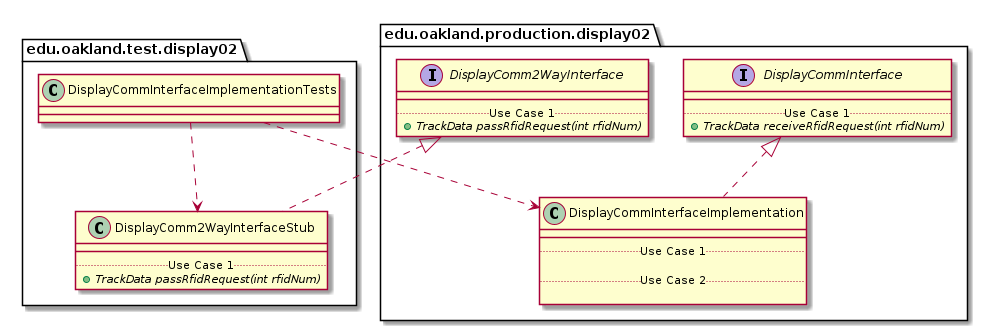 edu.oakland.test.display02
C DisplayCommInterfaceImplementationTests
C DisplayComm2WayInterfaceStub
Use Case 1
TrackData passRfidRequest(int rfidNum)
edu.oakland.production.display02
I DisplayComm2WayInterface
Use Case 1
TrackData passRfidRequest(int rfidNum)
I DisplayCommInterface
Use Case 1
TrackData receiveRfidRequest(int rfidNum)
C DisplayCommInterfaceImplementation
Use Case 1
Use Case 2